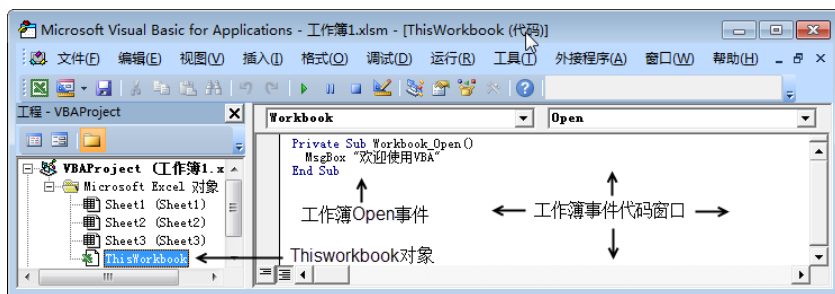 Microsoft Visual Basic for Applications - 工作簿1.xlsm - [ThisWorkbook (代码)]
文件(F) 编辑(E) 视图(V) 插入(I) 格式(O) 调试(D) 运行(R) 工具(T) 外接程序(A) 窗口(W) 帮助(H)
工程 - VBAProject
Workbook Open
Private Sub Workbook_Open()
MsgBox "欢迎使用VBA"
End Sub
VBAProject (工作簿1.x
Microsoft Excel 对象
Sheet1 (Sheet1)
Sheet2 (Sheet2)
Sheet3 (Sheet3)
ThisWorkbook
工作簿Open事件
工作簿事件代码窗口
Thisworkbook对象